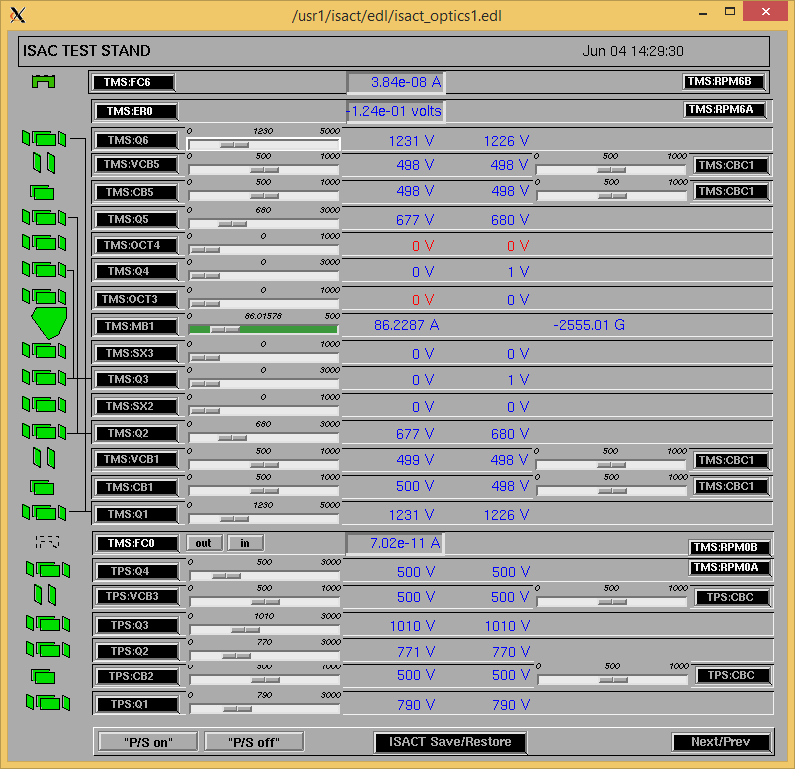 /usr1/isact/edl/isact_optics1.edl
ISAC TEST STAND Jun 04 14:29:30
TMS:FC6 3.84e-08 A TMS:RPM6B
TMS:ER0 -1.24e-01 volts TMS:RPM6A
TMS:Q6 0 1230 5000 1231 V 1226 V
TMS:VCB5 0 500 1000 498 V 498 V 0 500 1000 TMS:CBC1
TMS:CB5 0 500 1000 498 V 498 V 0 500 1000 TMS:CBC1
TMS:Q5 0 680 3000 677 V 680 V
TMS:OCT4 0 0 1000 0 V 0 V
TMS:Q4 0 0 3000 0 V 1 V
TMS:OCT3 0 0 1000 0 V 0 V
TMS:MB1 0 86.01578 500 86.2287 A -2555.01 G
TMS:SX3 0 0 1000 0 V 0 V
TMS:Q3 0 0 3000 0 V 1 V
TMS:SX2 0 0 1000 0 V 0 V
TMS:Q2 0 680 3000 677 V 680 V
TMS:VCB1 0 500 1000 499 V 498 V 0 500 1000 TMS:CBC1
TMS:CB1 0 500 1000 500 V 498 V 0 500 1000 TMS:CBC1
TMS:Q1 0 1230 5000 1231 V 1226 V
TMS:FC0 out in 7.02e-11 A TMS:RPM0B
TPS:Q4 0 500 3000 500 V 500 V TMS:RPM0A
TPS:VCB3 0 500 1000 500 V 500 V 0 500 1000 TPS:CBC
TPS:Q3 0 1010 3000 1010 V 1010 V
TPS:Q2 0 770 3000 771 V 770 V
TPS:CB2 0 500 1000 500 V 500 V 0 500 1000 TPS:CBC
TPS:Q1 0 790 3000 790 V 790 V
"P/S on" "P/S off" ISACT Save/Restore Next/Prev